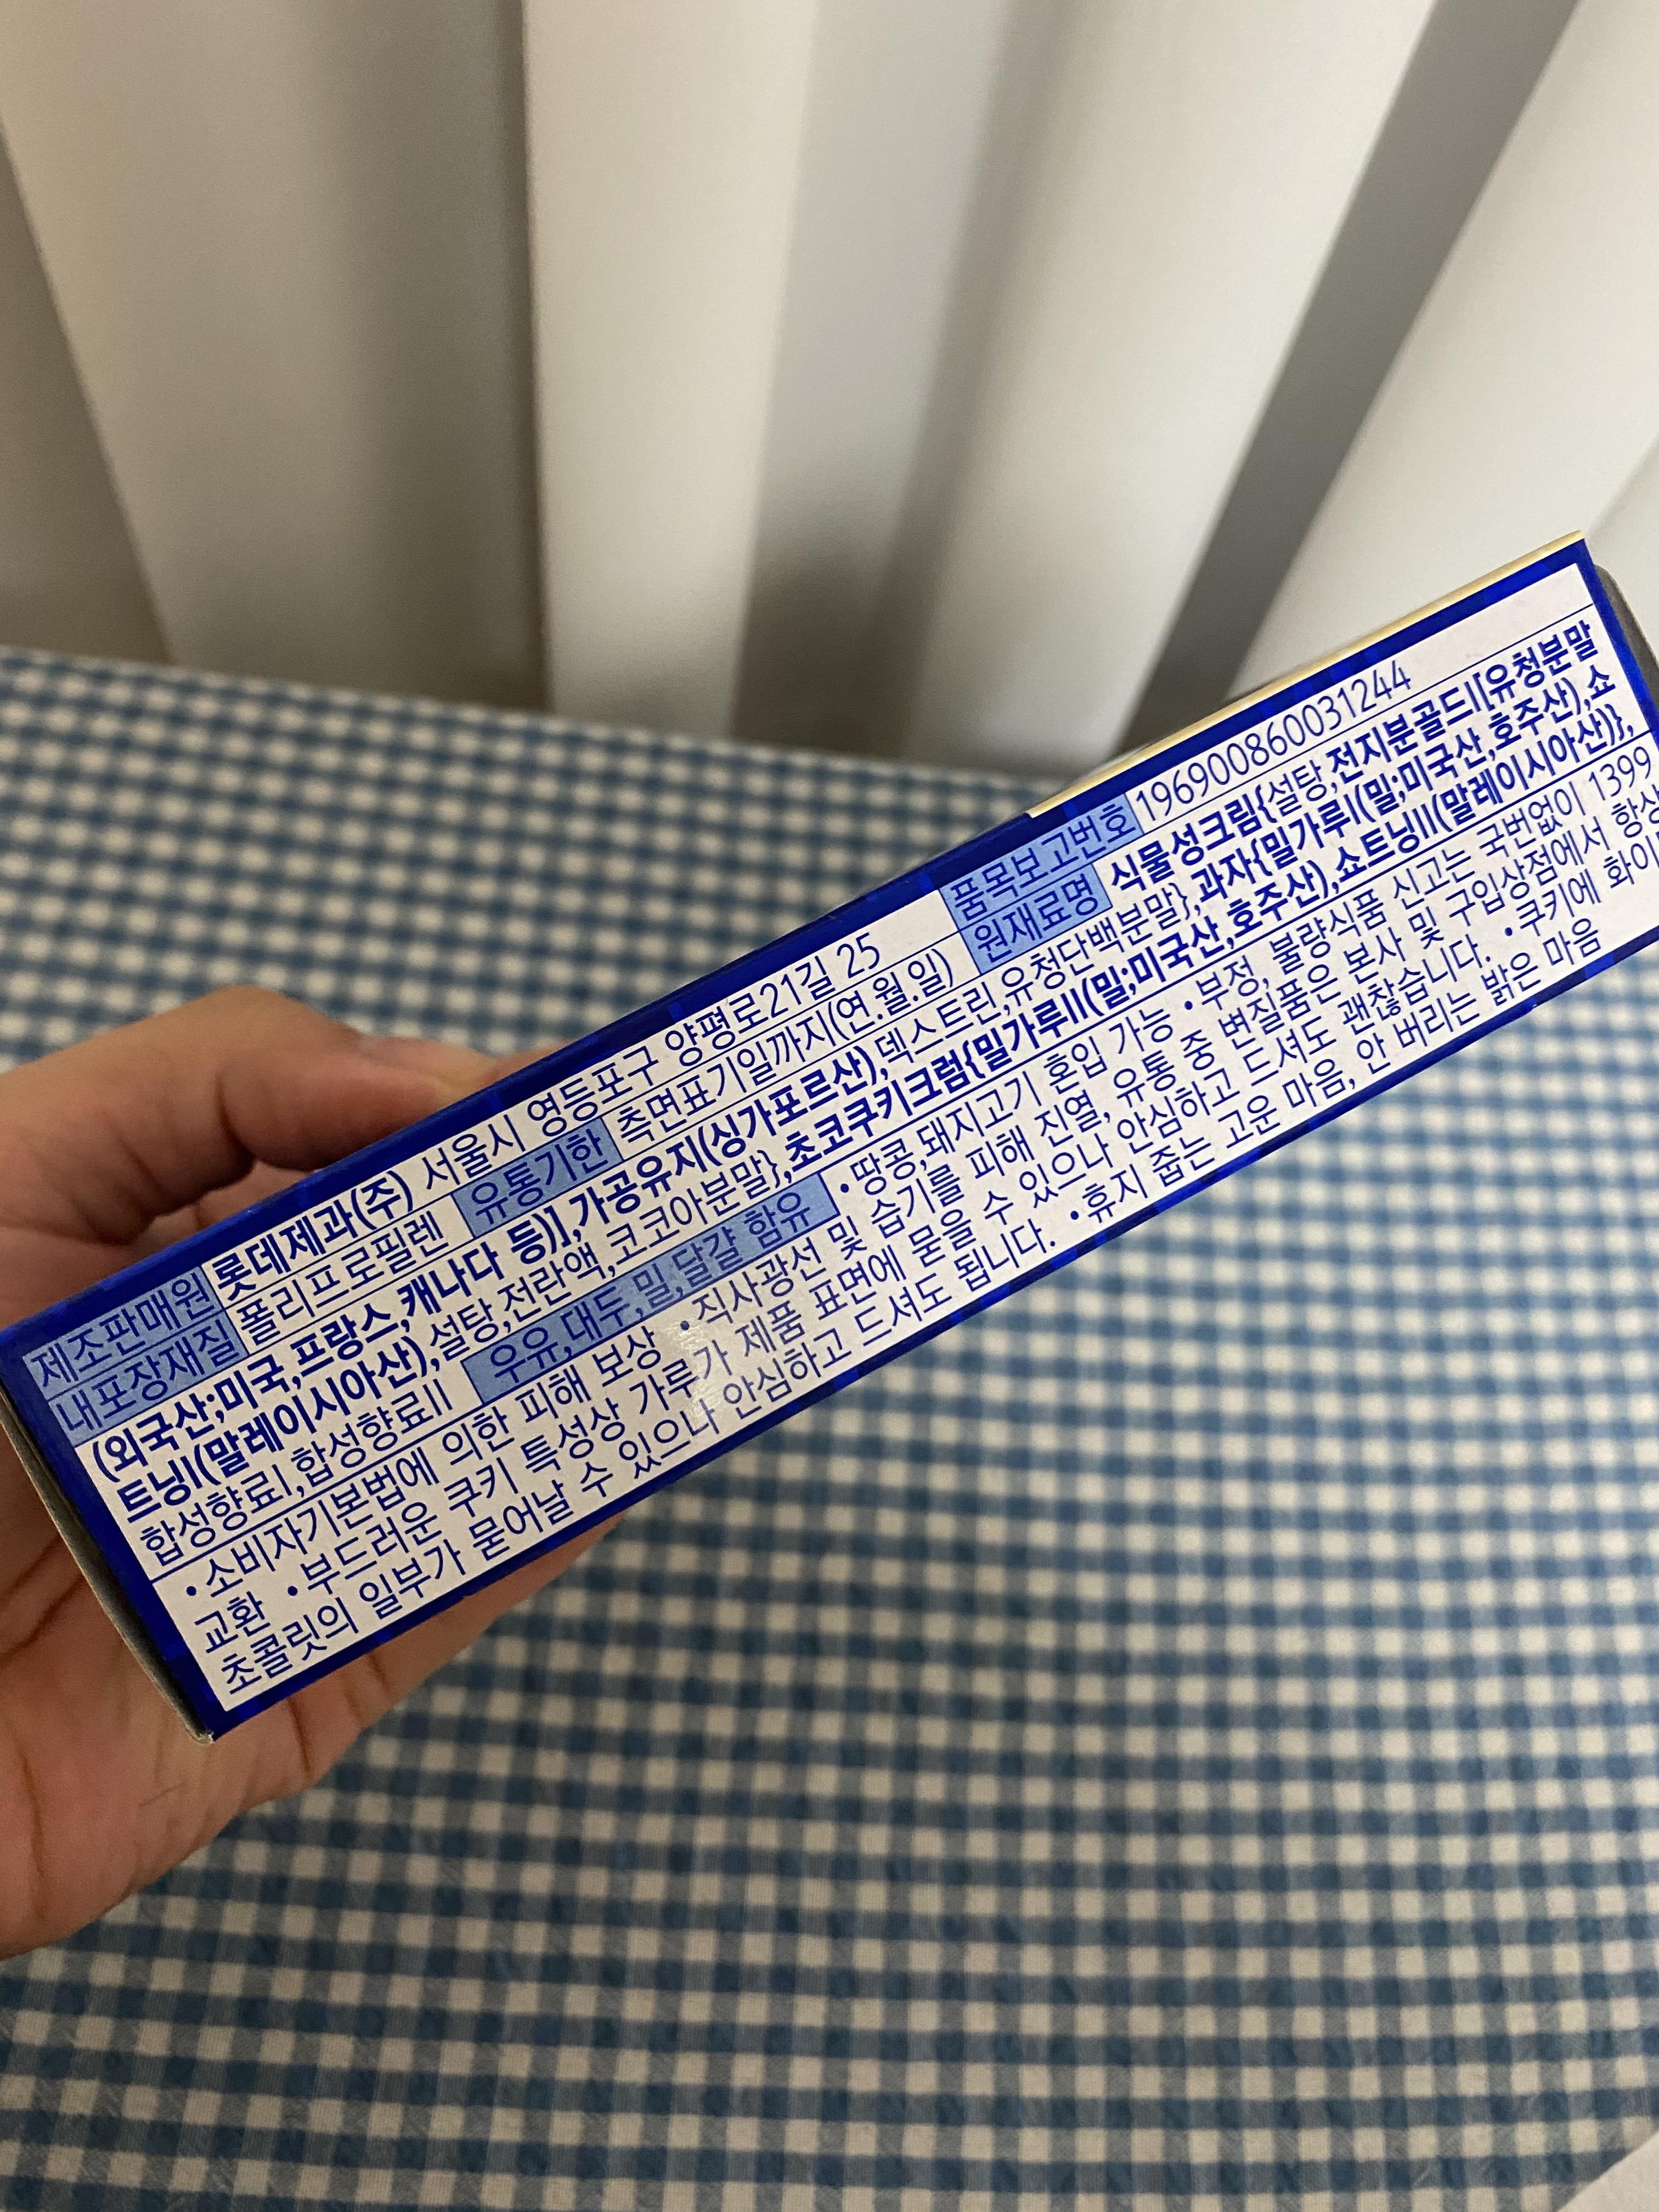 제조판매원 롯데제과(주) 서울시 영등포구 양평로21길 25 품목보고번호 196900860031244
내포장재질 폴리프로필렌 유통기한 측면표기일까지(연.월.일) 원재료명 식물성크림{설탕,전지분골드I[유청분말
(외국산;미국,프랑스,캐나다 등)],가공유지(싱가포르산),덱스트린,유청단백분말},과자{밀가루I(밀;미국산,호주산),쇼
트닝I(말레이시아산),설탕,전란액,코코아분말},초코쿠키크럼{밀가루II(밀;미국산,호주산),쇼트닝II(말레이시아산)},
합성향료I,합성향료II 우유,대두,밀,달걀 함유 •땅콩,돼지고기 혼입 가능 •부정, 불량식품 신고는 국번없이 1399
•소비자기본법에 의한 피해 보상 •직사광선 및 습기를 피해 진열, 유통 중 변질품은 본사 및 구입상점에서 항상
교환 •부드러운 쿠키 특성상 가루가 제품 표면에 묻을 수 있으나 안심하고 드셔도 괜찮습니다. •쿠키에 화이
초콜릿의 일부가 묻어날 수 있으나 안심하고 드셔도 됩니다. •휴지 줍는 고운 마음, 안 버리는 밝은 마음